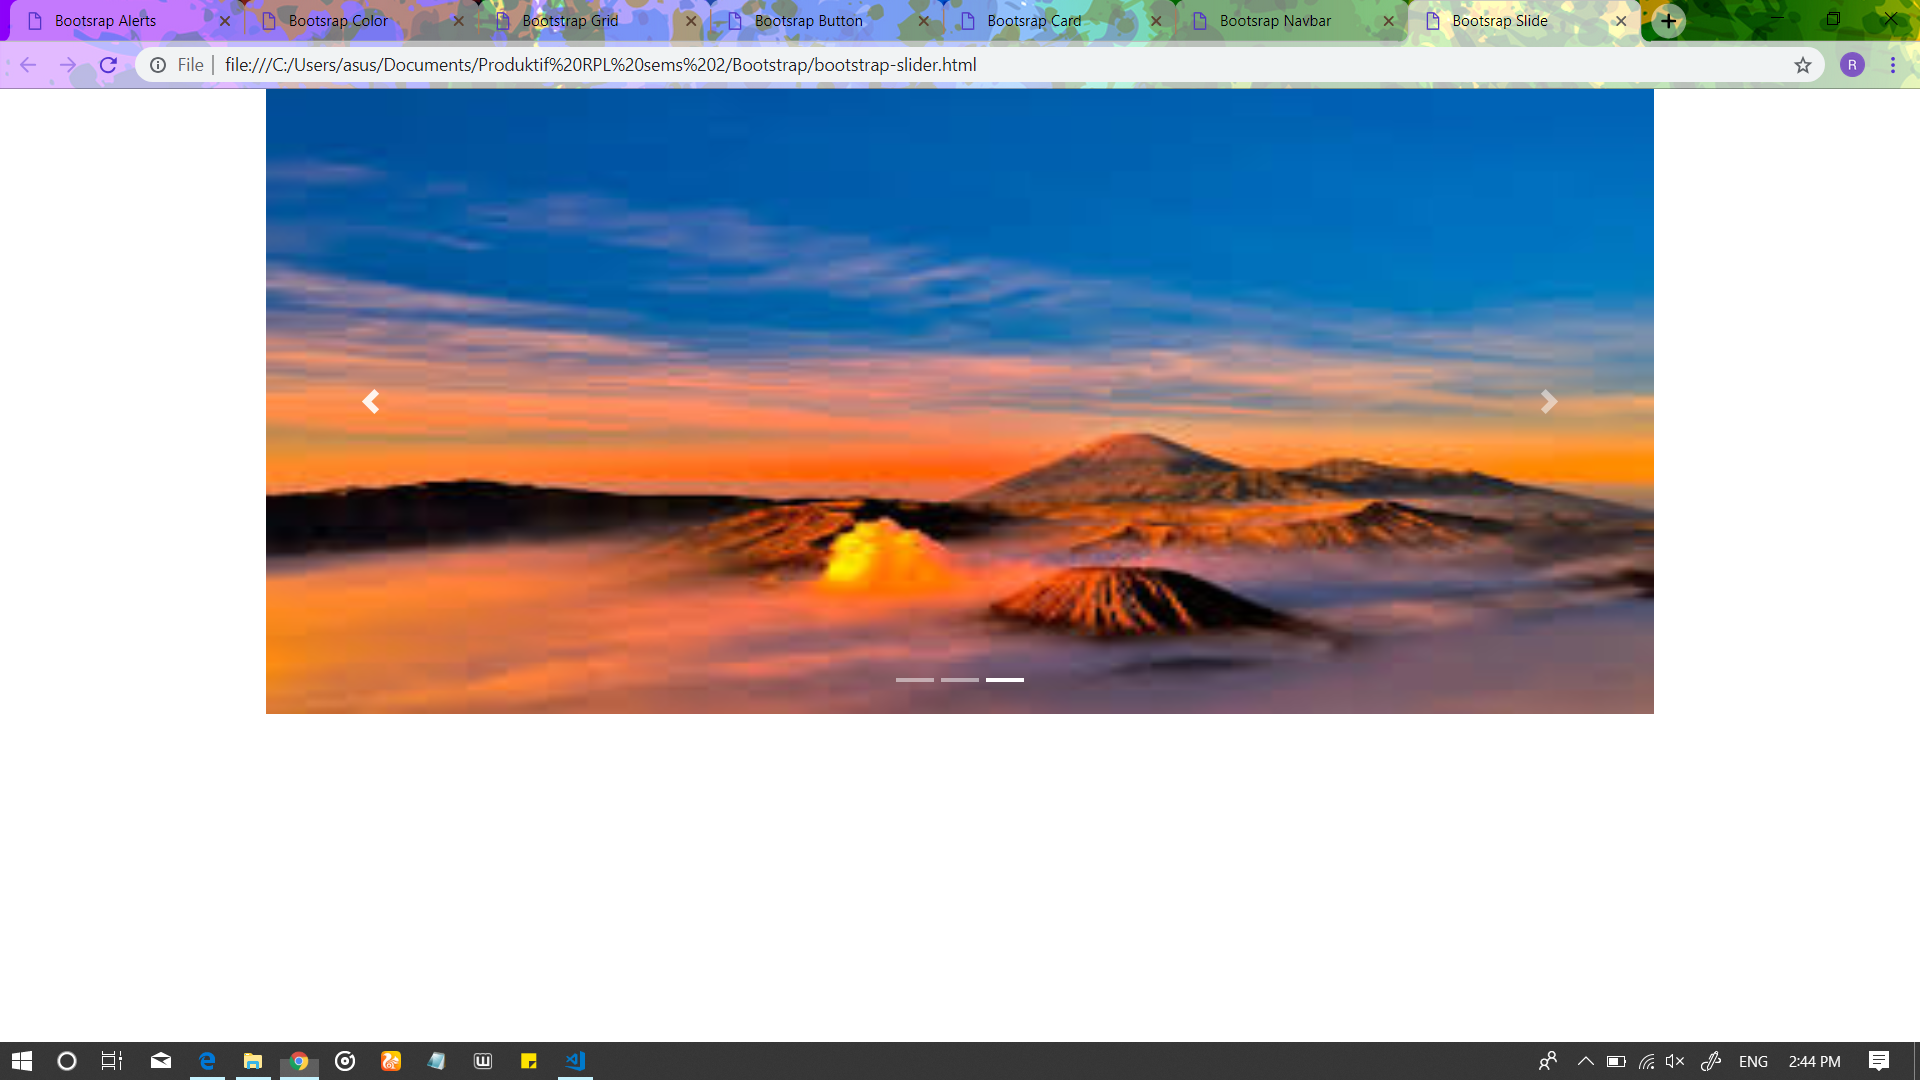 Bootsrap Alerts
Bootsrap Color
Bootstrap Grid
Bootsrap Button
Bootsrap Card
Bootsrap Navbar
Bootsrap Slide
File | file:///C:/Users/asus/Documents/Produktif%20RPL%20sems%202/Bootstrap/bootstrap-slider.html
R
ENG
2:44 PM